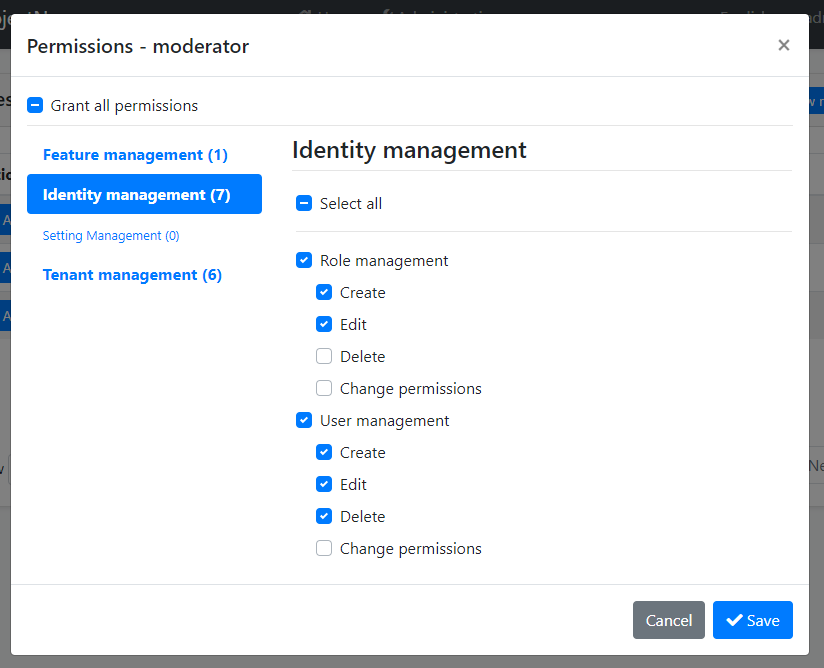 Permissions - moderator
×
Grant all permissions
Feature management (1)
Identity management (7)
Setting Management (0)
Tenant management (6)
Identity management
Select all
Role management
Create
Edit
Delete
Change permissions
User management
Create
Edit
Delete
Change permissions
Cancel
Save